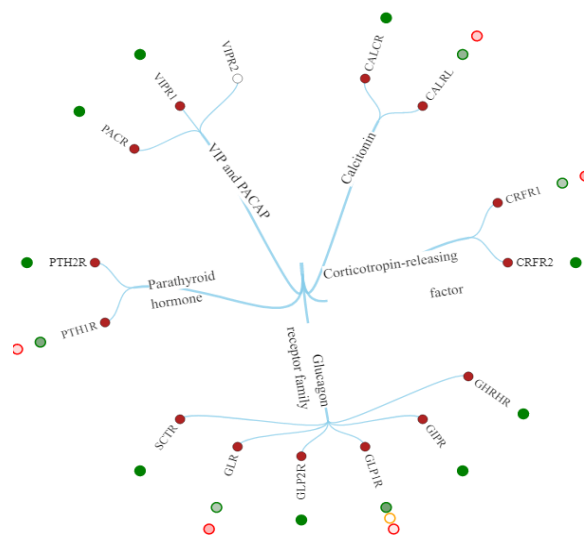 VIPR2
CALCR
VIPR1
CALRL
PACR
VIP and PACAP
Calcitonin
CRFR1
PTH2R
Parathyroid
hormone
Corticotropin-releasing
factor
CRFR2
PTH1R
Glucagon
receptor family
GHRHR
SCTR
GLR
GLP2R
GLP1R
GIPR